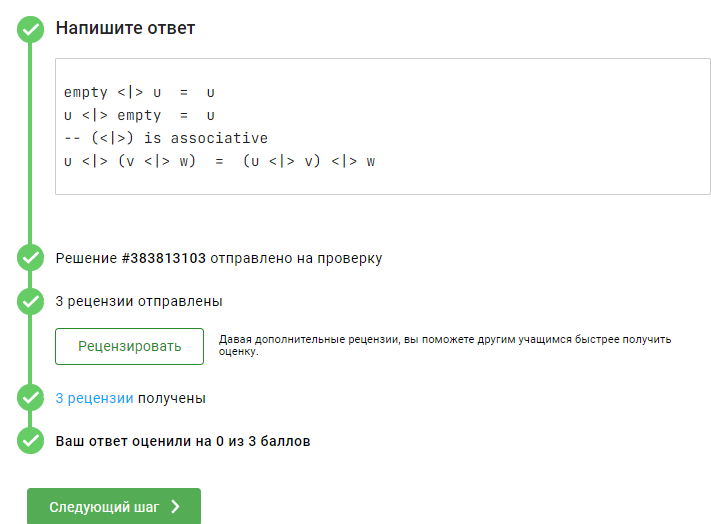 Напишите ответ
empty <|> u  =  u
u <|> empty  =  u
-- (<|>) is associative
u <|> (v <|> w)  =  (u <|> v) <|> w
Решение #383813103 отправлено на проверку
3 рецензии отправлены
Рецензировать
Давая дополнительные рецензии, вы поможете другим учащимся быстрее получить
оценку.
3 рецензии получены
Ваш ответ оценили на 0 из 3 баллов
Следующий шаг